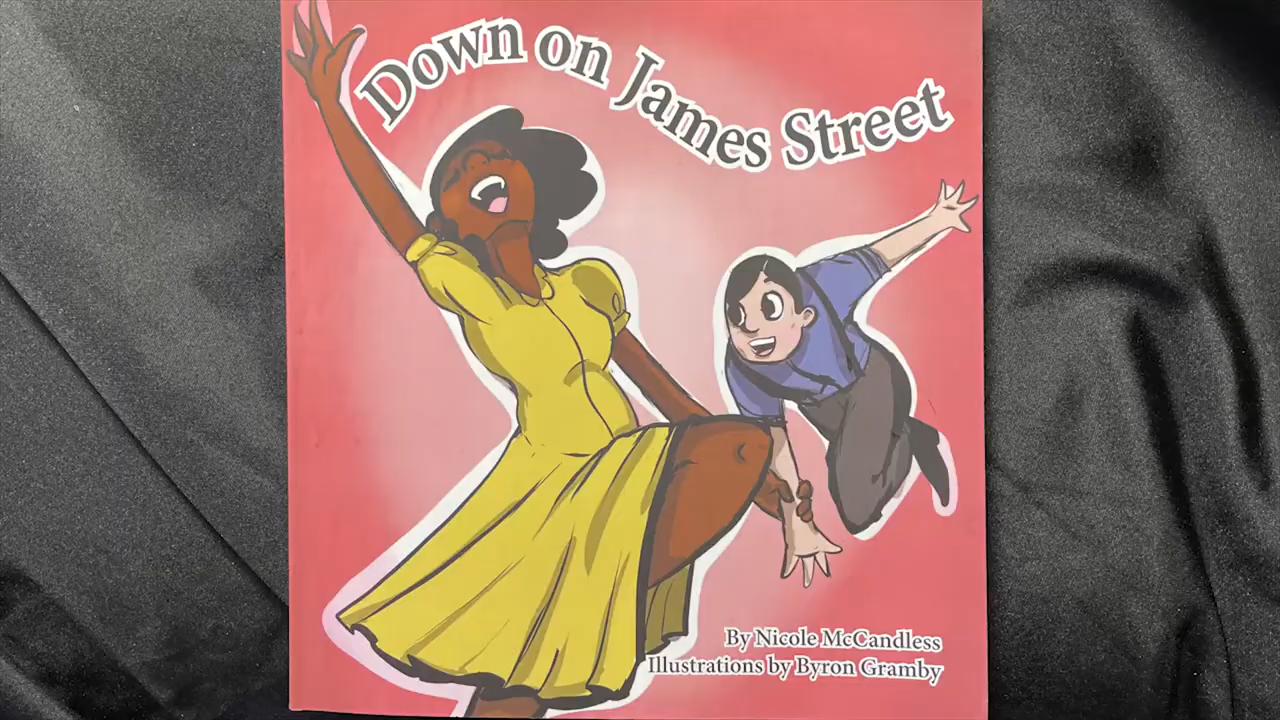 Down on James Street
By Nicole McCandless
Illustrations by Byron Gramby